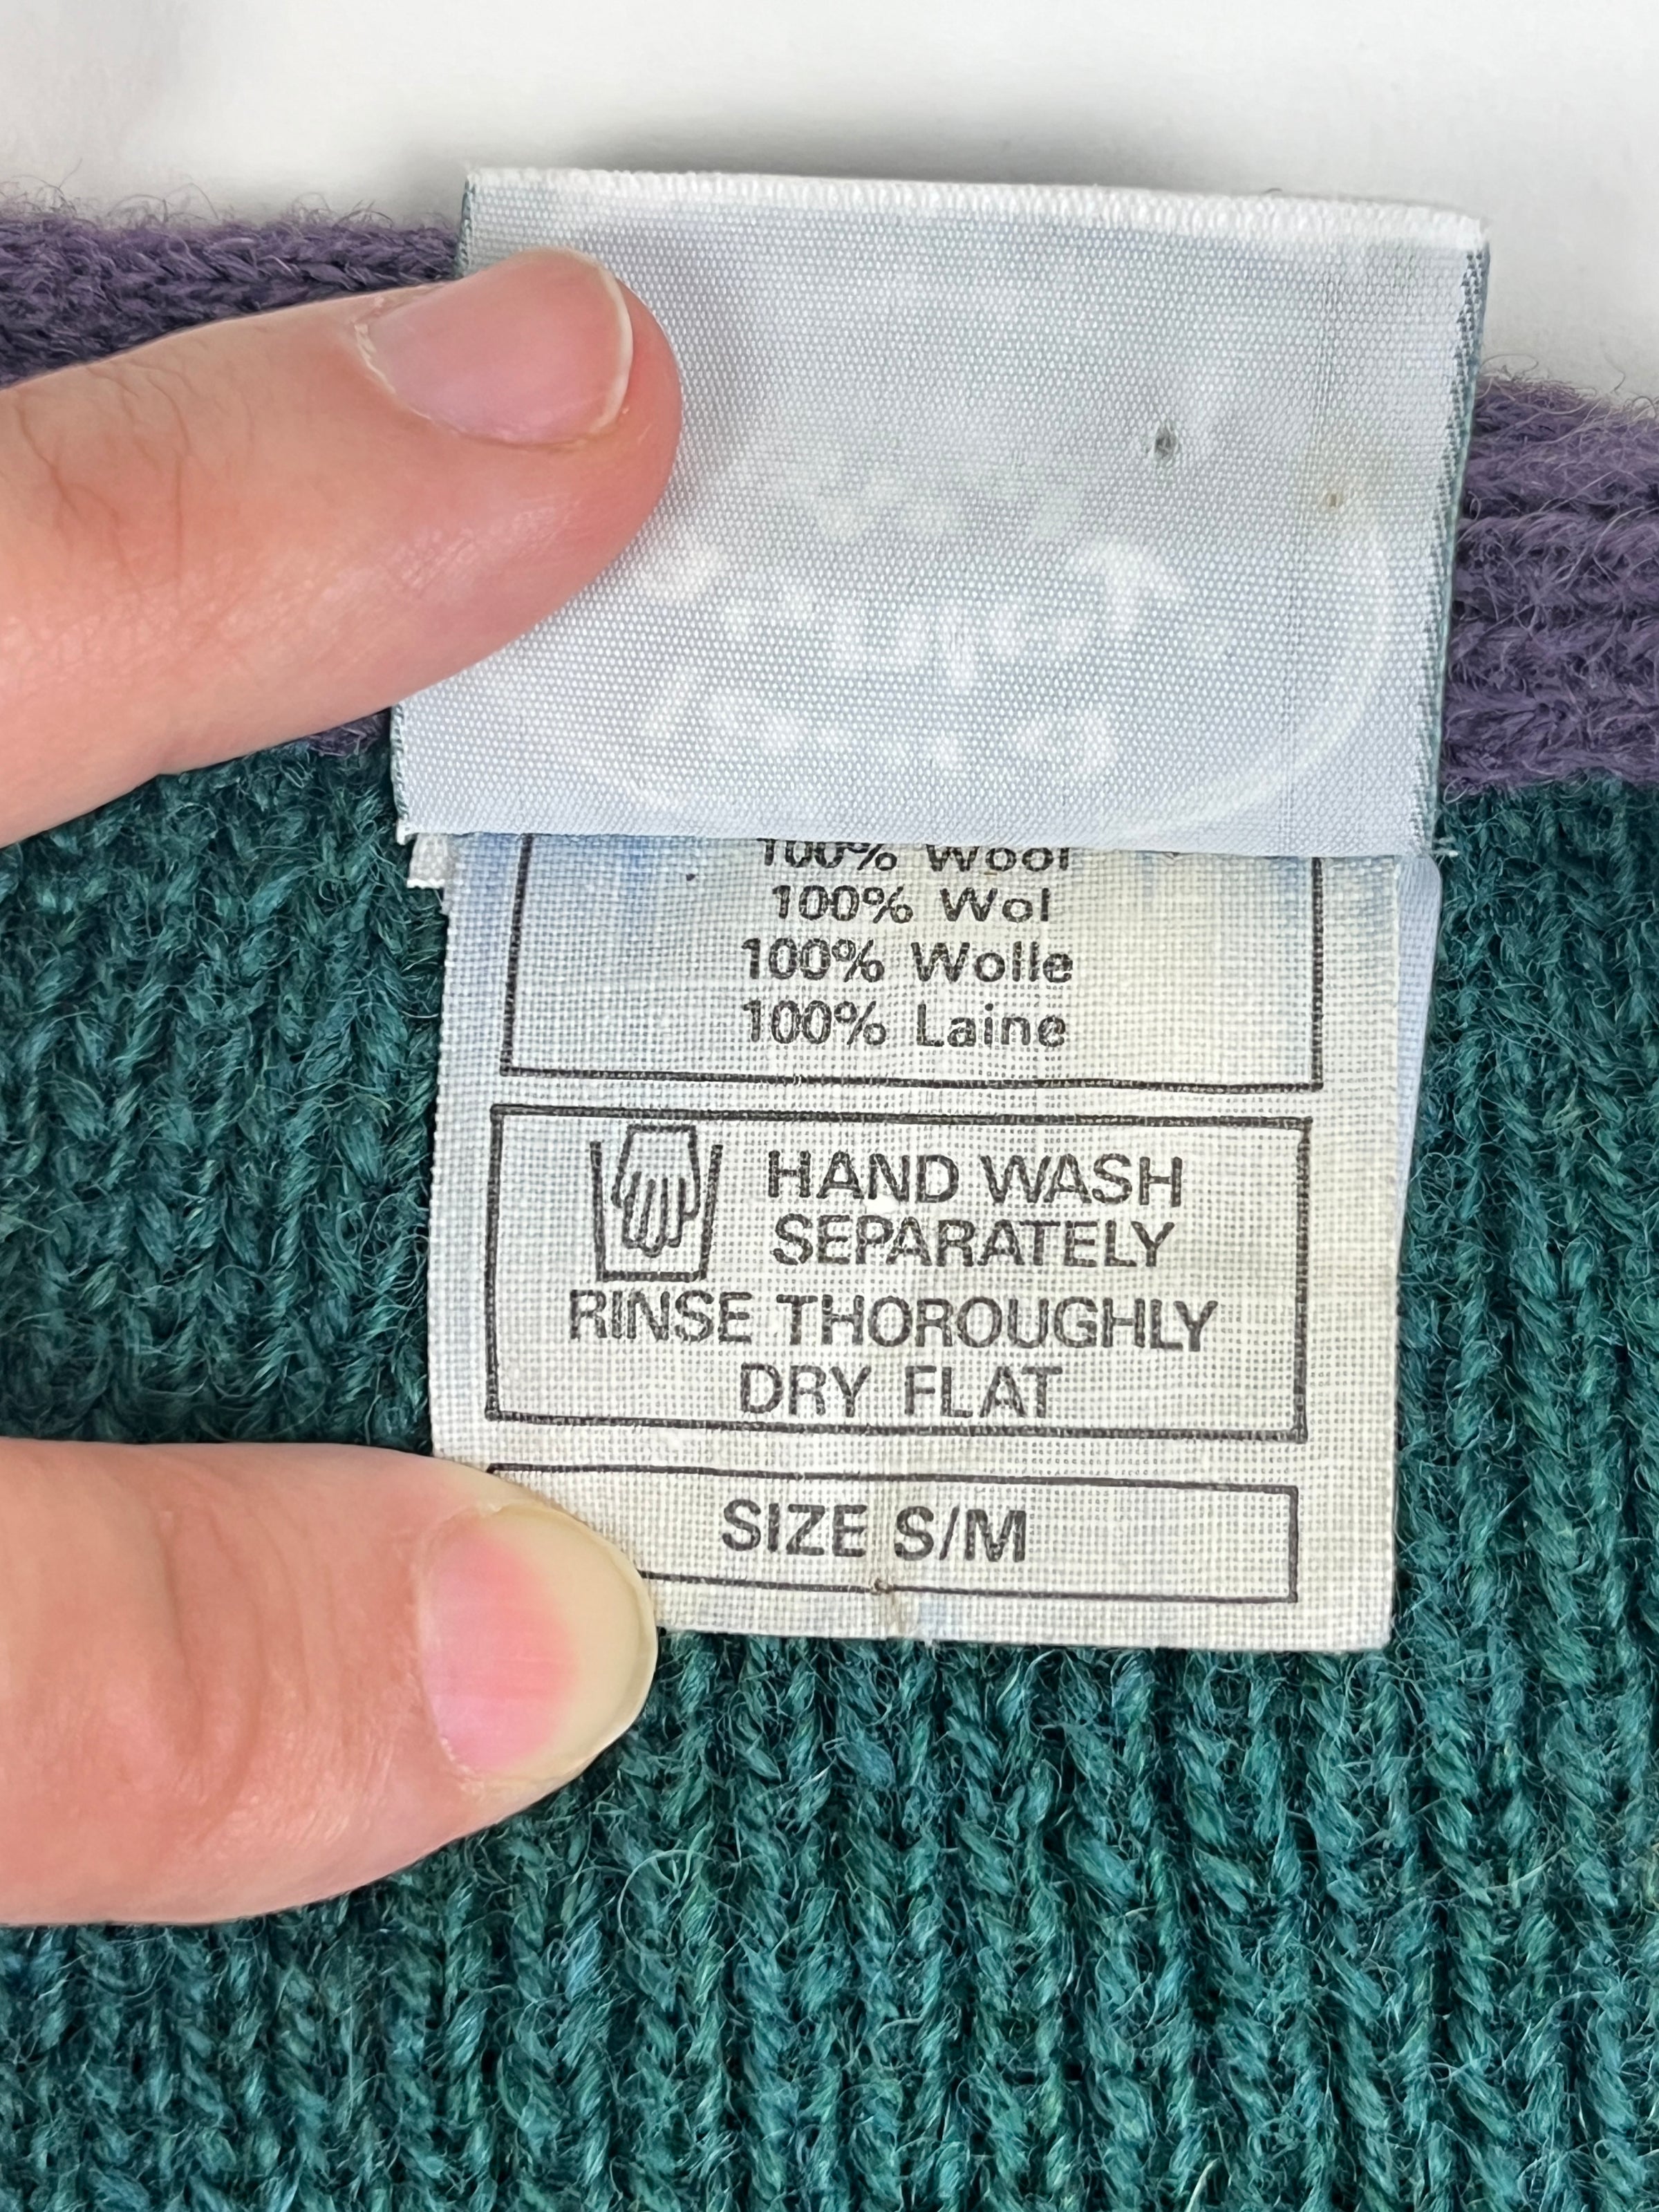 100% Wool
100% Wol
100% Wolle
100% Laine
HAND WASH
SEPARATELY
RINSE THOROUGHLY
DRY FLAT
SIZE S/M